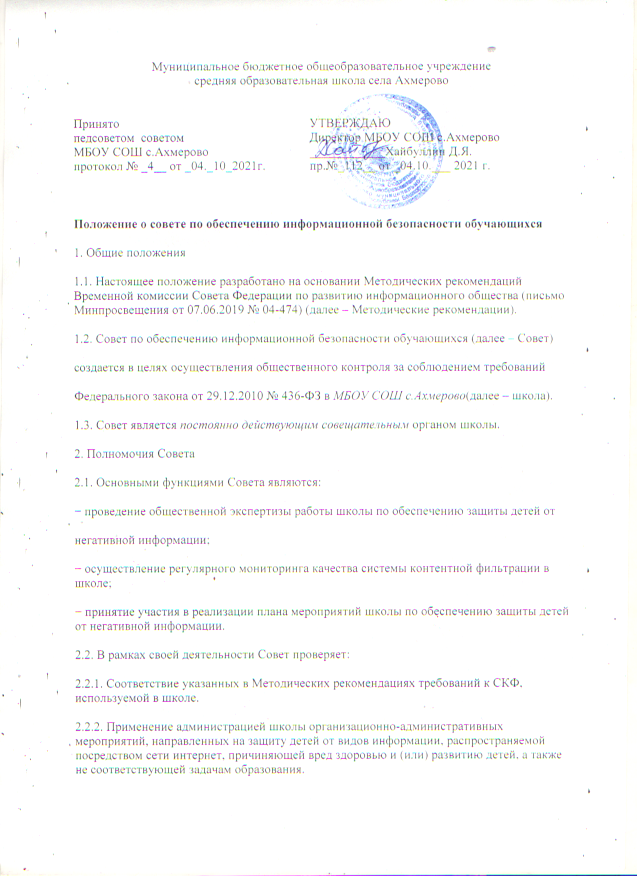 Муниципальное бюджетное общеобразовательное учреждение
средняя образовательная школа села Ахмерово
Принято
педсоветом советом
МБОУ СОШ с.Ахмерово
протокол № _4__ от _04._10_2021г.
УТВЕРЖДАЮ
Директор МБОУ СОШ с.Ахмерово
Хайбуллин Д.Я.
пр.№ 112 от 04.10. 2021 г.
Положение о совете по обеспечению информационной безопасности обучающихся
1. Общие положения
1.1. Настоящее положение разработано на основании Методических рекомендаций
Временной комиссии Совета Федерации по развитию информационного общества (письмо
Минпросвещения от 07.06.2019 № 04-474) (далее – Методические рекомендации).
1.2. Совет по обеспечению информационной безопасности обучающихся (далее – Совет)
создается в целях осуществления общественного контроля за соблюдением требований
Федерального закона от 29.12.2010 № 436-ФЗ в МБОУ СОШ с.Ахмерово(далее – школа).
1.3. Совет является постоянно действующим совещательным органом школы.
2. Полномочия Совета
2.1. Основными функциями Совета являются:
− проведение общественной экспертизы работы школы по обеспечению защиты детей от
негативной информации;
− осуществление регулярного мониторинга качества системы контентной фильтрации в
школе;
− принятие участия в реализации плана мероприятий школы по обеспечению защиты детей
от негативной информации.
2.2. В рамках своей деятельности Совет проверяет:
2.2.1. Соответствие указанных в Методических рекомендациях требований к СКФ,
используемой в школе.
2.2.2. Применение администрацией школы организационно-административных
мероприятий, направленных на защиту детей от видов информации, распространяемой
посредством сети интернет, причиняющей вред здоровью и (или) развитию детей, а также
не соответствующей задачам образования.